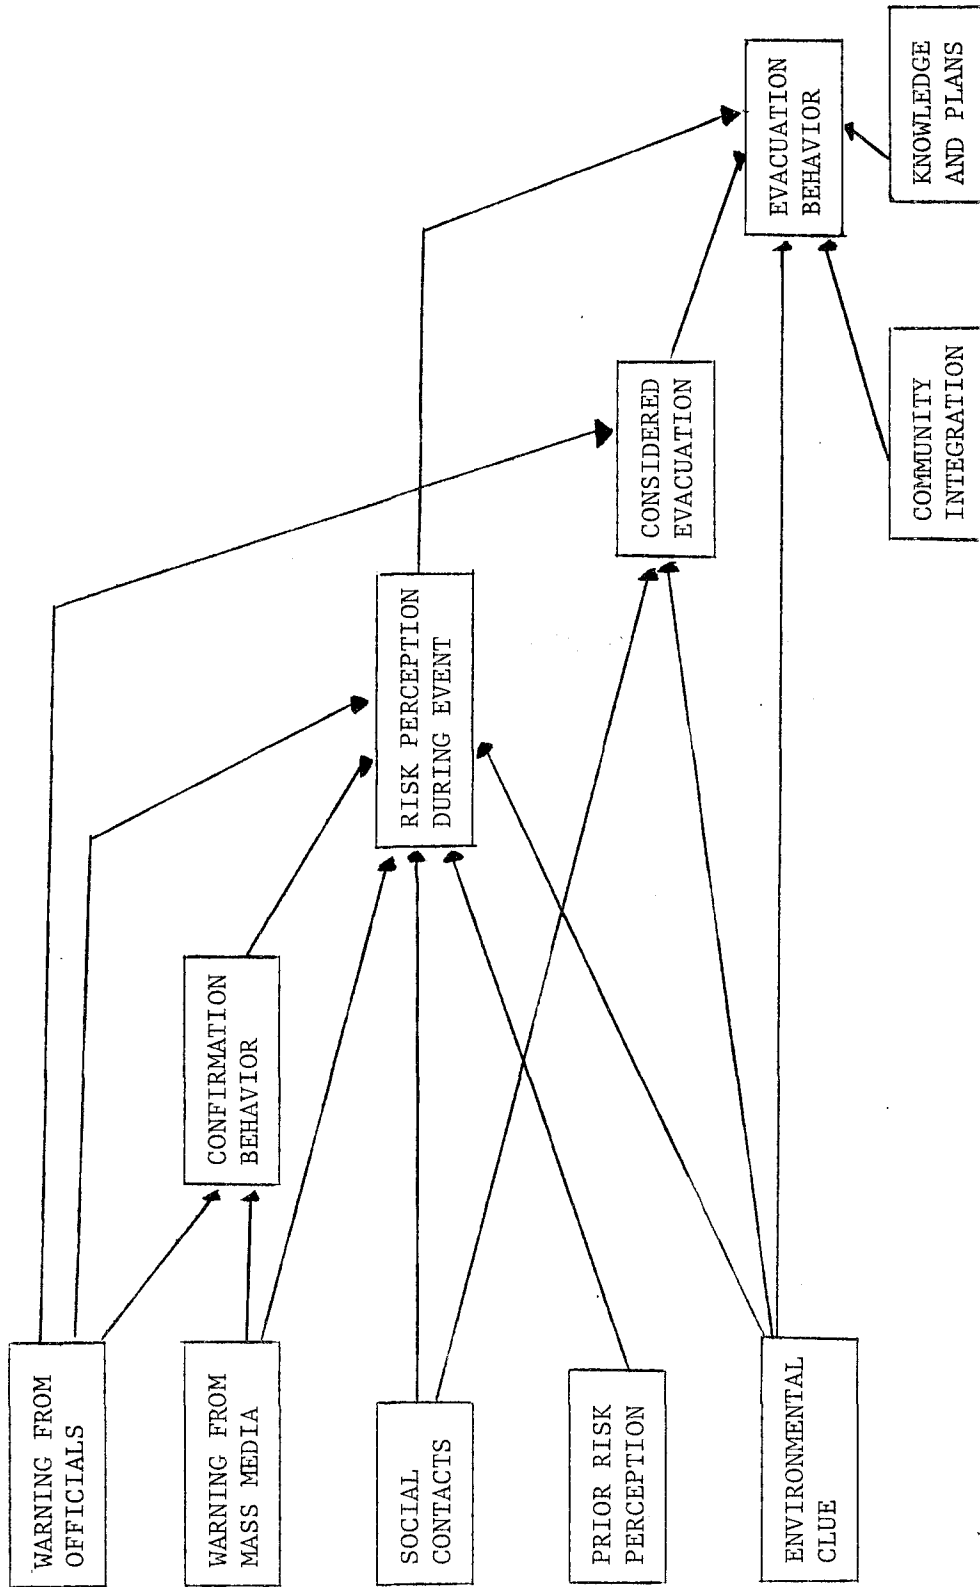 WARNING FROM
OFFICIALS
WARNING FROM
MASS MEDIA
SOCIAL
CONTACTS
PRIOR RISK
PERCEPTION
ENVIRONMENTAL
CLUE
CONFIRMATION
BEHAVIOR
RISK PERCEPTION
DURING EVENT
CONSIDERED
EVACUATION
EVACUATION
BEHAVIOR
COMMUNITY
INTEGRATION
KNOWLEDGE
AND PLANS